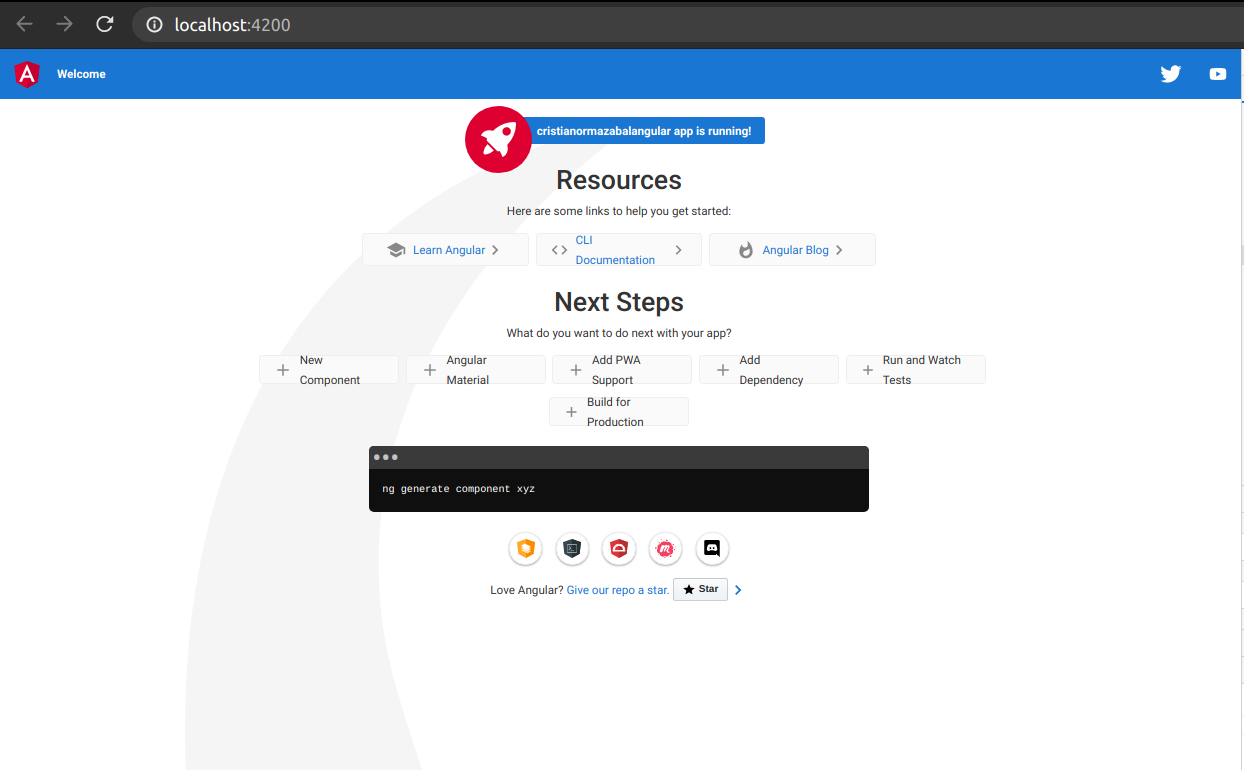 localhost:4200
Welcome
cristianormazabalangular app is running!
Resources
Here are some links to help you get started:
Learn Angular
CLI
Documentation
Angular Blog
Next Steps
What do you want to do next with your app?
New
Component
Angular
Material
Add PWA
Support
Add
Dependency
Run and Watch
Tests
Build for
Production
ng generate component xyz
Love Angular? Give our repo a star. Star